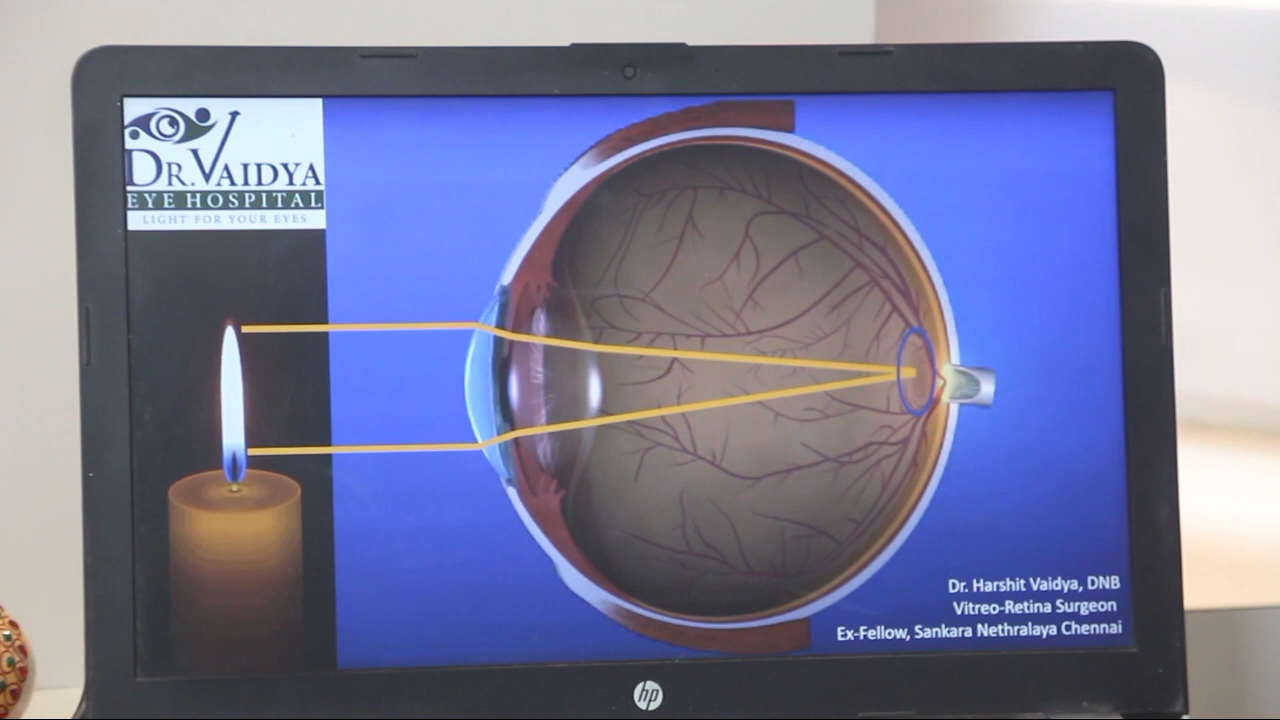 DR. VAIDYA
EYE HOSPITAL
LIGHT FOR YOUR EYES
Dr. Harshit Vaidya, DNB
Vitreo-Retina Surgeon
Ex-Fellow, Sankara Nethralaya Chennai
hp